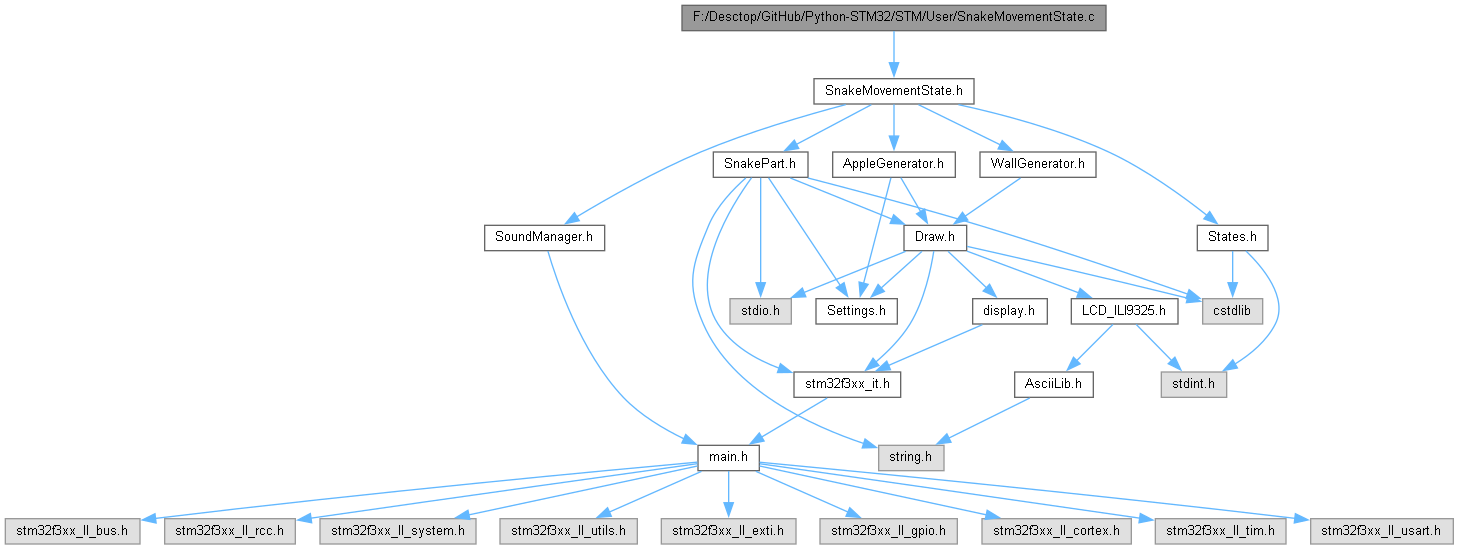 F:/Desctop/GitHub/Python-STM32/STM/User/SnakeMovementState.c
SnakeMovementState.h
SnakePart.h
AppleGenerator.h
WallGenerator.h
SoundManager.h
Draw.h
States.h
stdio.h
Settings.h
display.h
LCD_ILI9325.h
cstdlib
stm32f3xx_it.h
AsciiLib.h
stdint.h
main.h
string.h
stm32f3xx_ll_bus.h
stm32f3xx_ll_rcc.h
stm32f3xx_ll_system.h
stm32f3xx_ll_utils.h
stm32f3xx_ll_exti.h
stm32f3xx_ll_gpio.h
stm32f3xx_ll_cortex.h
stm32f3xx_ll_tim.h
stm32f3xx_ll_usart.h